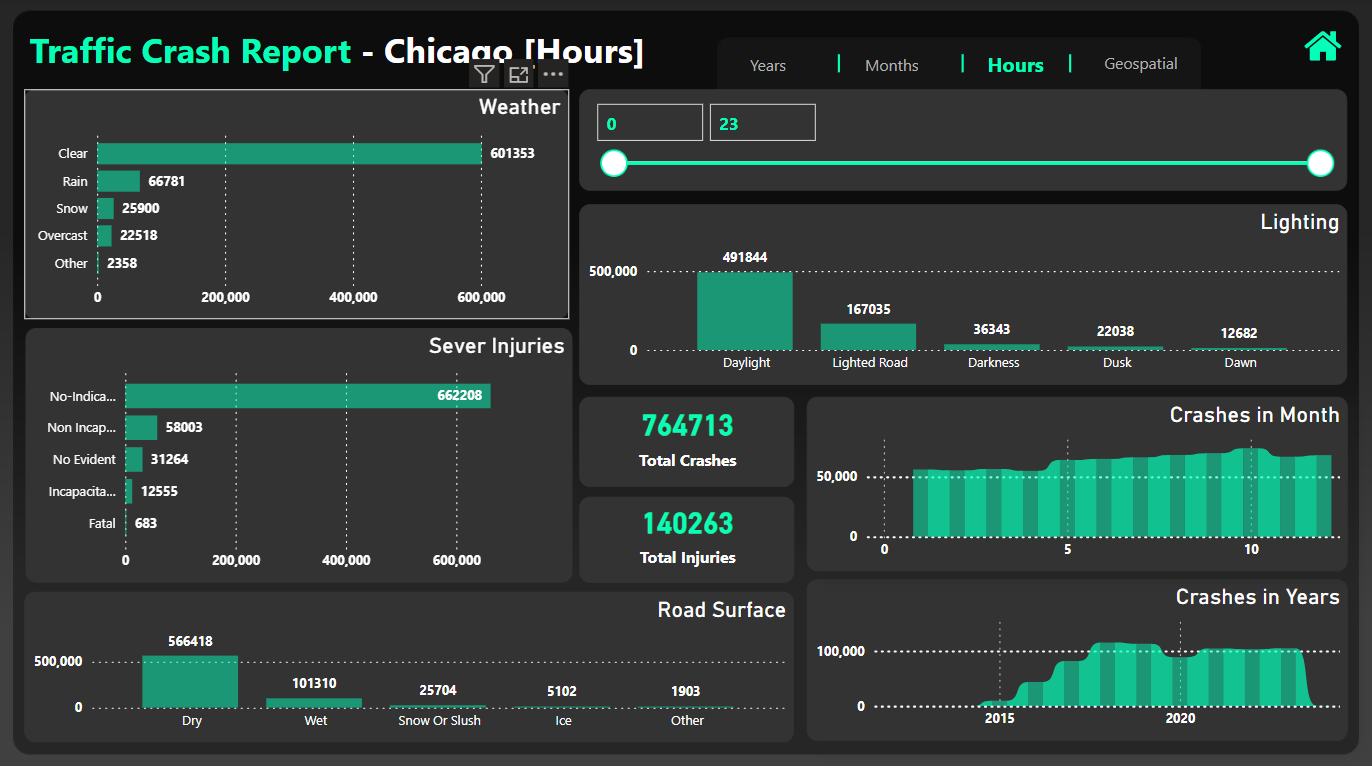 Traffic Crash Report - Chicago [Hours]
Years | Months | Hours | Geospatial
Weather
Clear 601353
Rain 66781
Snow 25900
Overcast 22518
Other 2358
0 200,000 400,000 600,000
0 23
Lighting
491844
500,000
167035
36343
22038
12682
0
Daylight Lighted Road Darkness Dusk Dawn
Sever Injuries
No-Indica... 662208
Non Incap... 58003
No Evident 31264
Incapacita... 12555
Fatal 683
0 200,000 400,000 600,000
764713
Total Crashes
140263
Total Injuries
Crashes in Month
50,000
0
0 5 10
Road Surface
566418
500,000
101310
25704
5102
1903
0
Dry Wet Snow Or Slush Ice Other
Crashes in Years
100,000
0
2015 2020